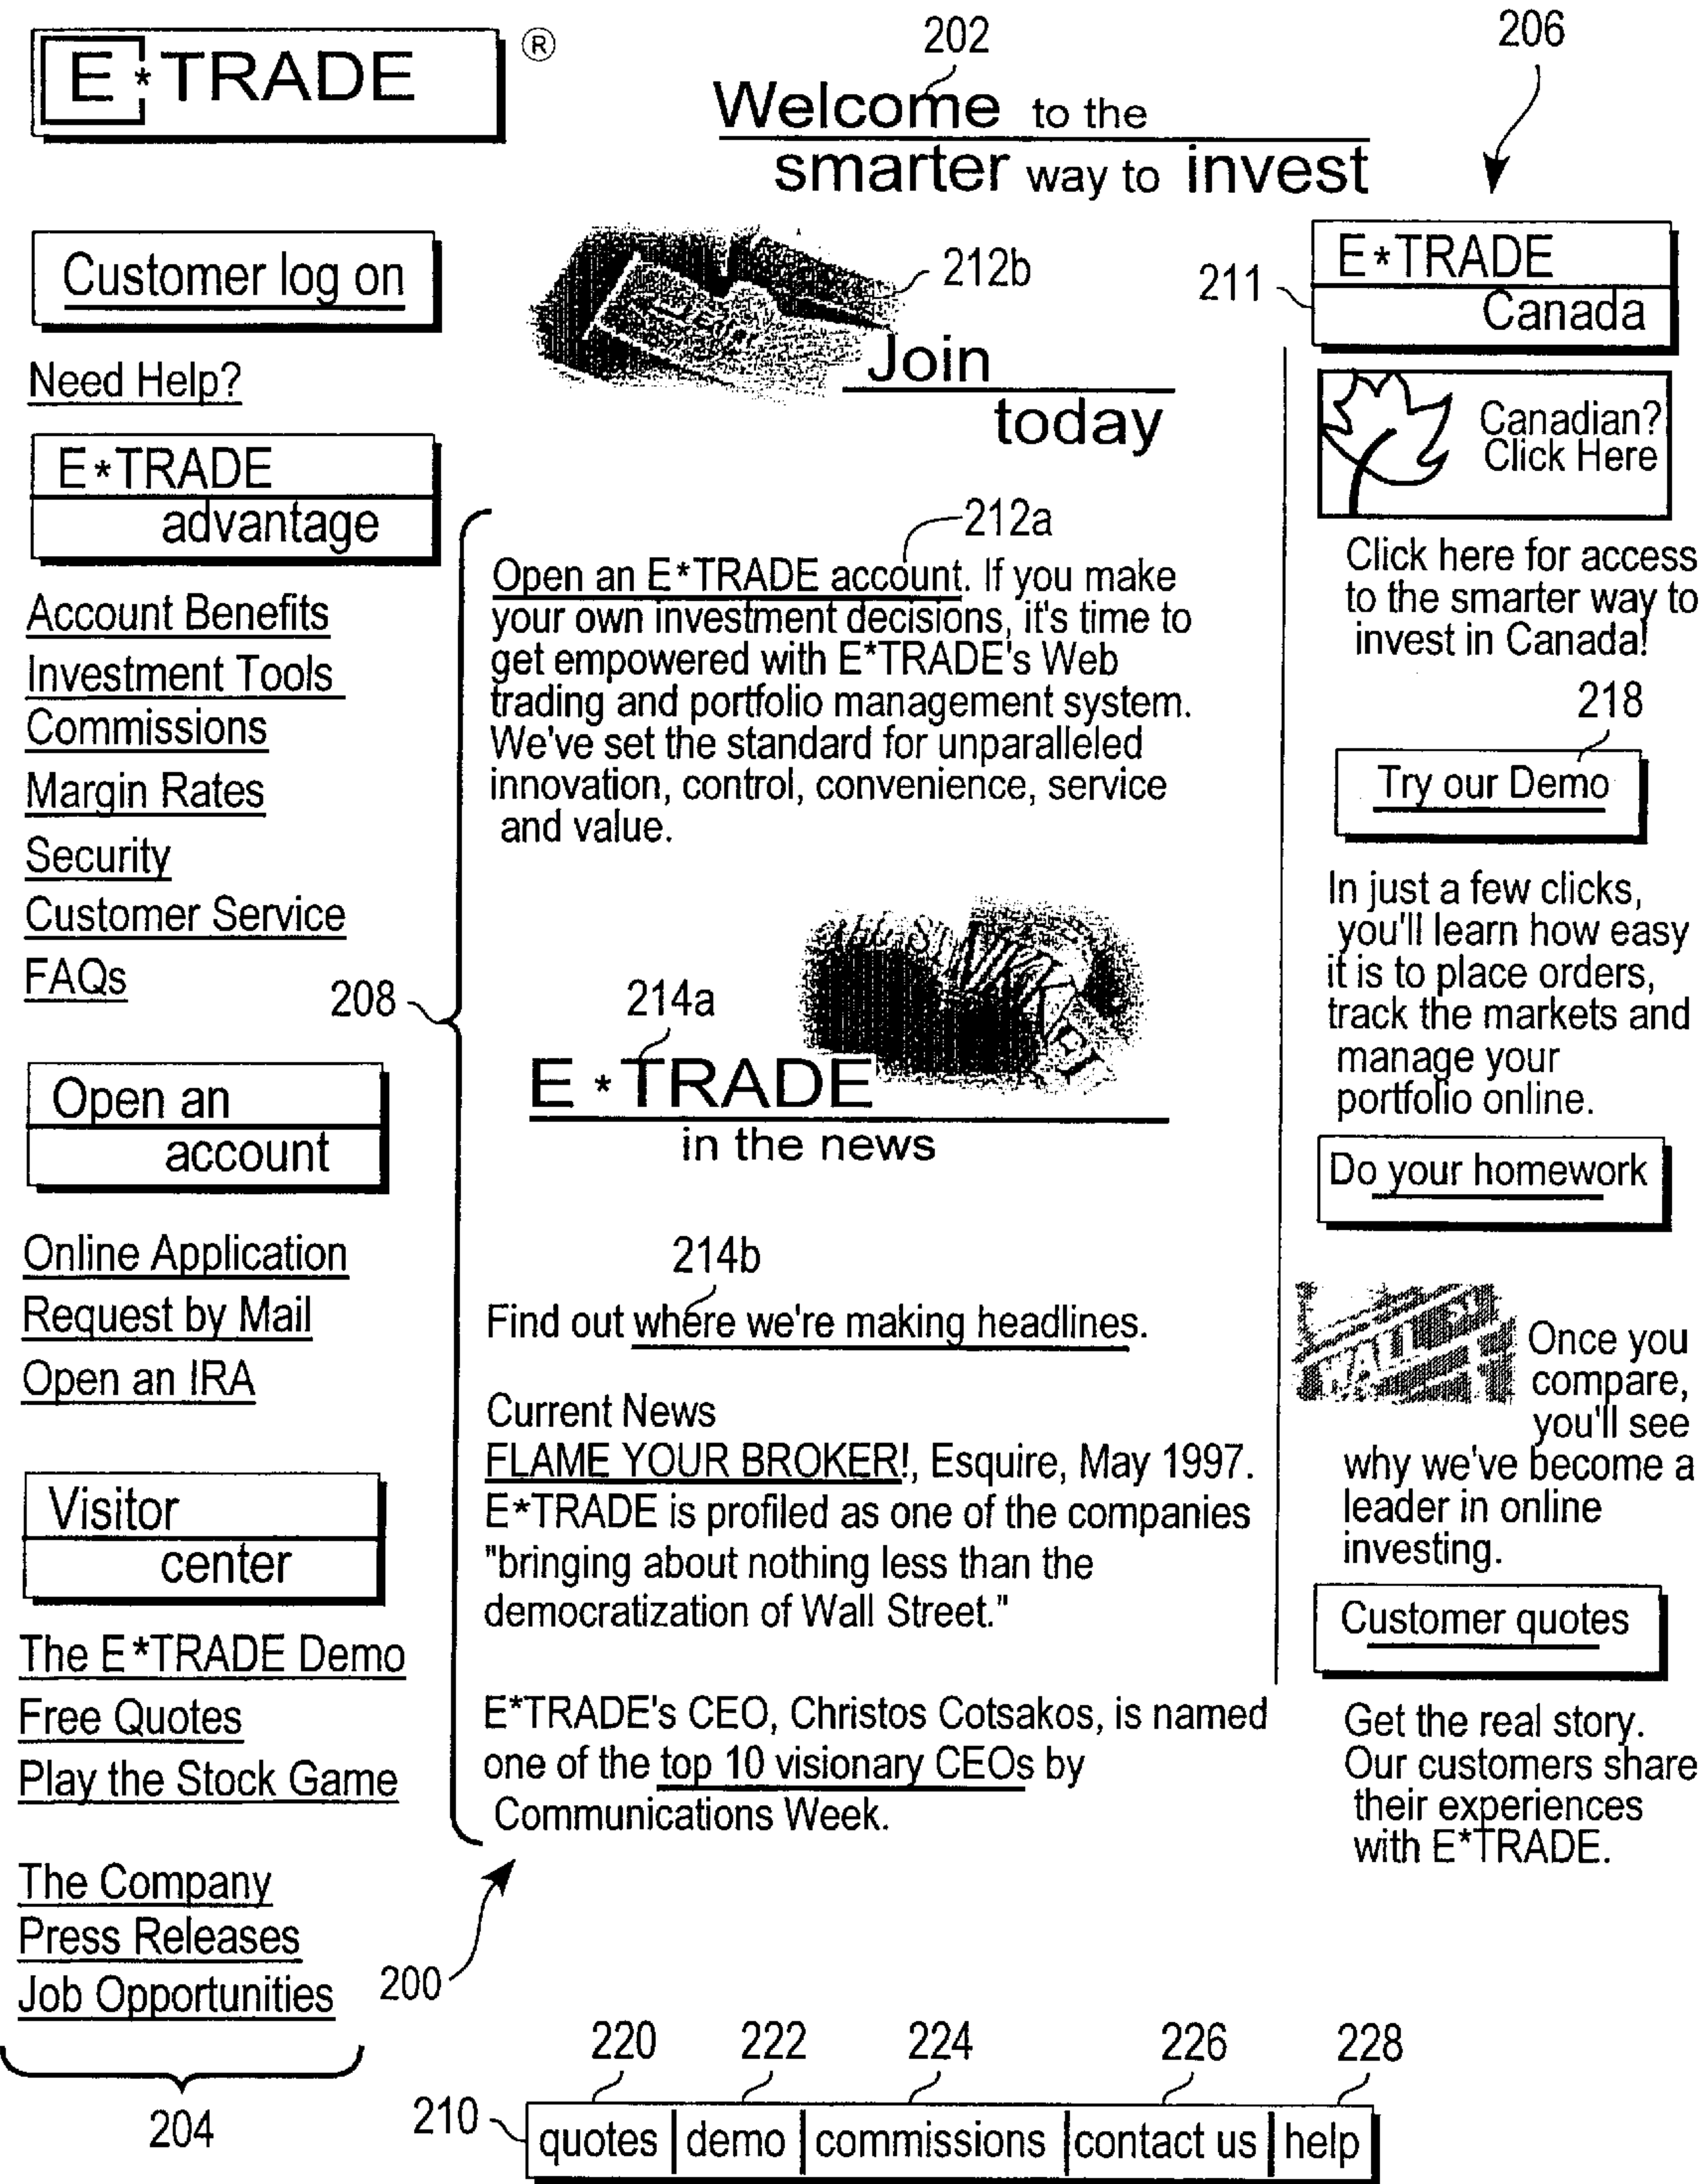 E*TRADE ®
202
206
Welcome to the
smarter way to invest
Customer log on
Need Help?
E*TRADE
advantage
Account Benefits
Investment Tools
Commissions
Margin Rates
Security
Customer Service
FAQs
208
Open an
account
Online Application
Request by Mail
Open an IRA
Visitor
center
The E*TRADE Demo
Free Quotes
Play the Stock Game
The Company
Press Releases
Job Opportunities
204
200
212b
Join
today
212a
Open an E*TRADE account. If you make
your own investment decisions, it's time to
get empowered with E*TRADE's Web
trading and portfolio management system.
We've set the standard for unparalleled
innovation, control, convenience, service
and value.
214a
E*TRADE
in the news
214b
Find out where we're making headlines.
Current News
FLAME YOUR BROKER!, Esquire, May 1997.
E*TRADE is profiled as one of the companies
"bringing about nothing less than the
democratization of Wall Street."
E*TRADE's CEO, Christos Cotsakos, is named
one of the top 10 visionary CEOs by
Communications Week.
211
E*TRADE
Canada
Canadian?
Click Here
Click here for access
to the smarter way to
invest in Canada!
218
Try our Demo
In just a few clicks,
you'll learn how easy
it is to place orders,
track the markets and
manage your
portfolio online.
Do your homework
WALL ST
Once you
compare,
you'll see
why we've become a
leader in online
investing.
Customer quotes
Get the real story.
Our customers share
their experiences
with E*TRADE.
220 222 224 226 228
210
quotes | demo | commissions | contact us | help